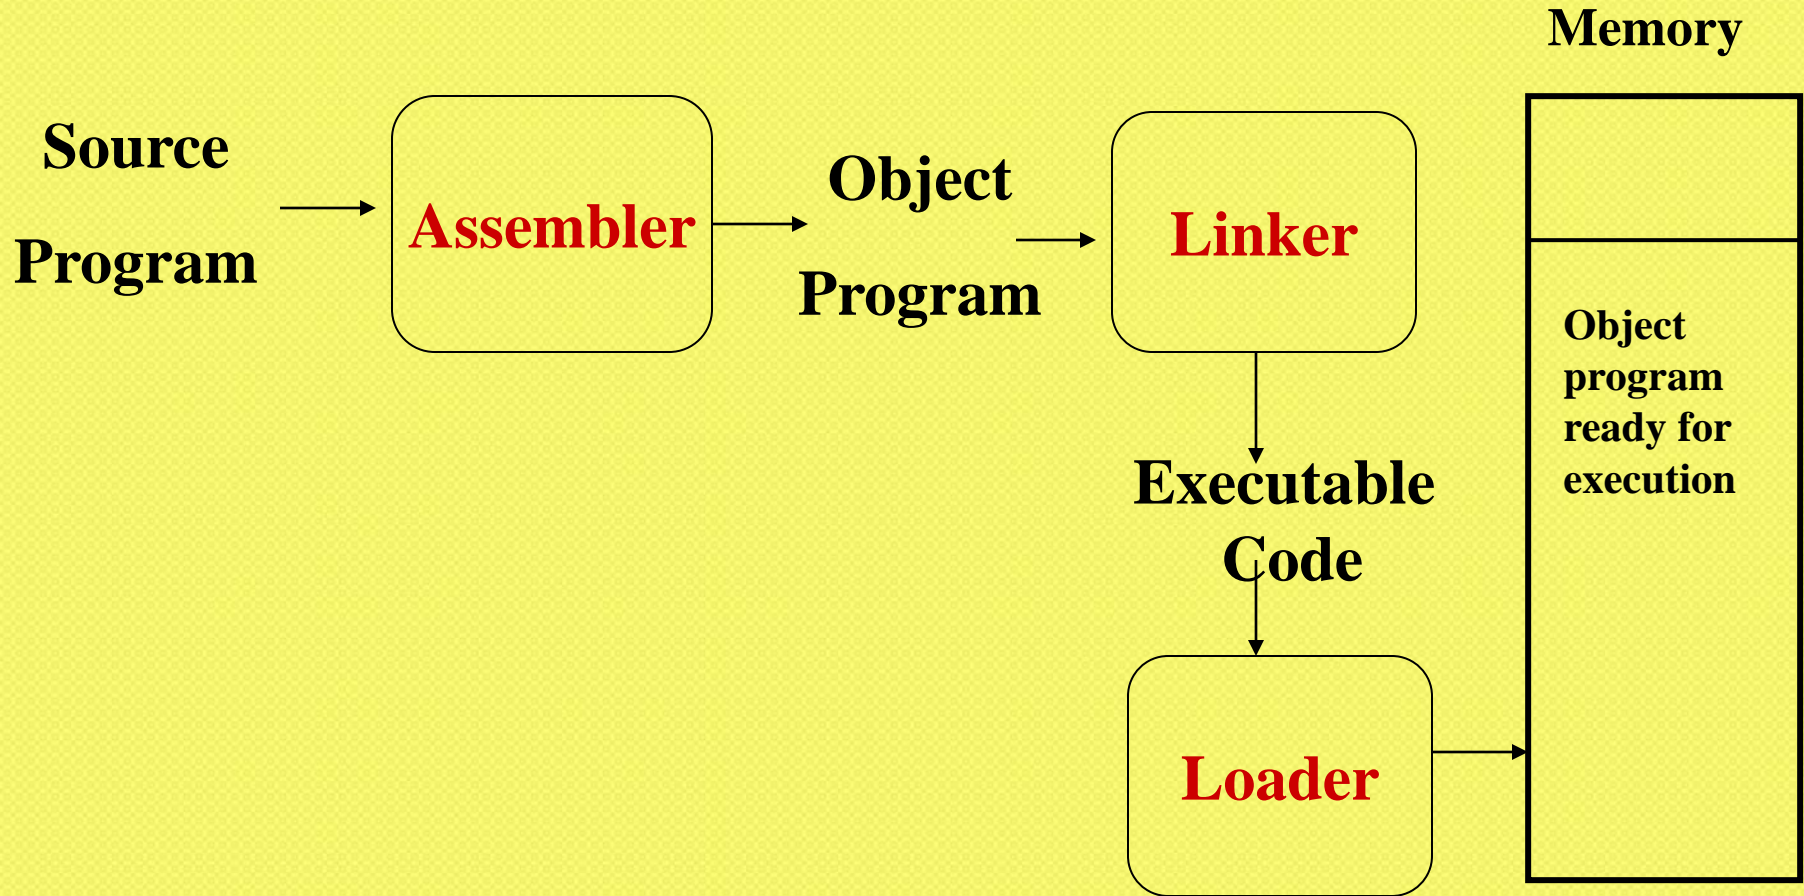 Memory
Source
Program
Assembler
Object
Program
Linker
Object
program
ready for
execution
Executable
Code
Loader